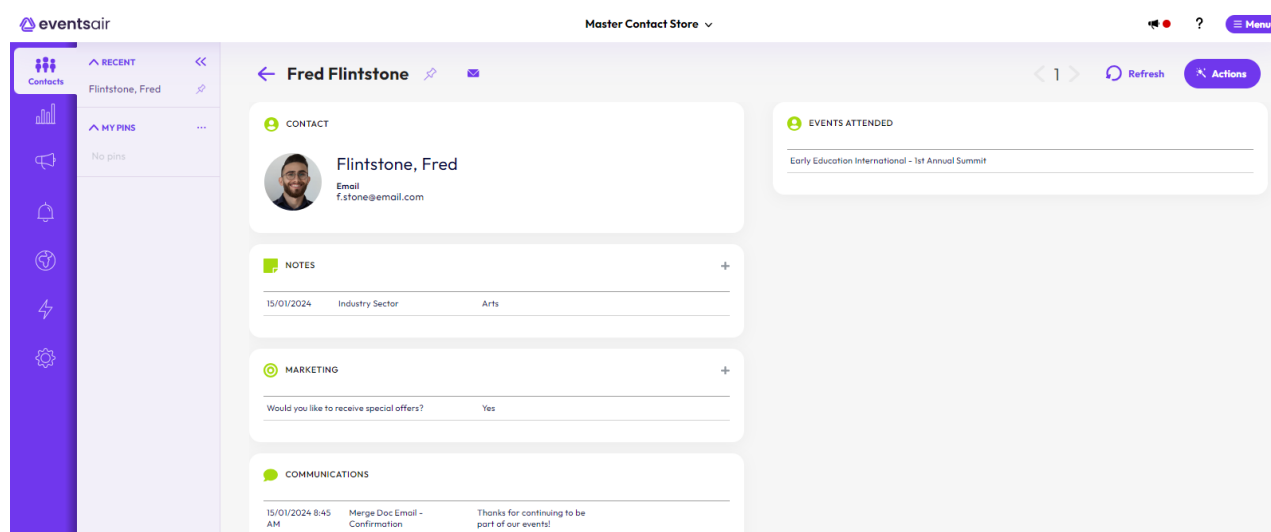 eventsair
Master Contact Store
?
Menu
Contacts
RECENT
Flintstone, Fred
MY PINS
...
No pins
Fred Flintstone
1
Refresh
Actions
CONTACT
Flintstone, Fred
Email
f.stone@email.com
NOTES
+
15/01/2024 Industry Sector Arts
MARKETING
+
Would you like to receive special offers? Yes
COMMUNICATIONS
15/01/2024 8:45 AM
Merge Doc Email - Confirmation
Thanks for continuing to be part of our events!
EVENTS ATTENDED
Early Education International - 1st Annual Summit